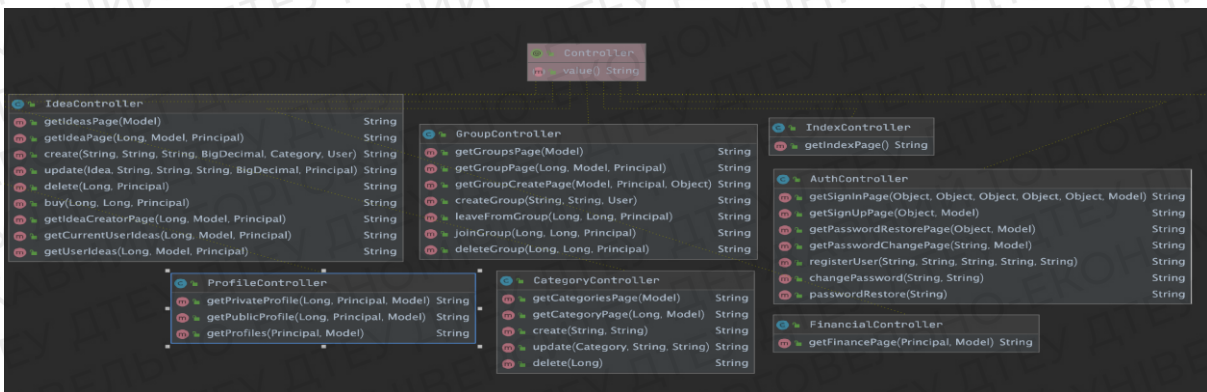 Controller
value() String
IdeaController
getIdeasPage(Model) String
getIdeaPage(Long, Model, Principal) String
create(String, String, String, BigDecimal, Category, User) String
update(Idea, String, String, String, BigDecimal, Principal) String
delete(Long, Principal) String
buy(Long, Long, Principal) String
getIdeaCreatorPage(Long, Model, Principal) String
getCurrentUserIdeas(Long, Model, Principal) String
getUserIdeas(Long, Model, Principal) String
GroupController
getGroupsPage(Model) String
getGroupPage(Long, Model, Principal) String
getGroupCreatePage(Model, Principal, Object) String
createGroup(String, String, User) String
leaveFromGroup(Long, Long, Principal) String
joinGroup(Long, Long, Principal) String
deleteGroup(Long, Long, Principal) String
IndexController
getIndexPage() String
AuthController
getSignInPage(Object, Object, Object, Object, Object, Model) String
getSignUpPage(Object, Model) String
getPasswordRestorePage(Object, Model) String
getPasswordChangePage(String, Model) String
registerUser(String, String, String, String, String) String
changePassword(String, String) String
passwordRestore(String) String
ProfileController
getPrivateProfile(Long, Principal, Model) String
getPublicProfile(Long, Principal, Model) String
getProfiles(Principal, Model) String
CategoryController
getCategoriesPage(Model) String
getCategoryPage(Long, Model) String
create(String, String) String
update(Category, String, String) String
delete(Long) String
FinancialController
getFinancePage(Principal, Model) String